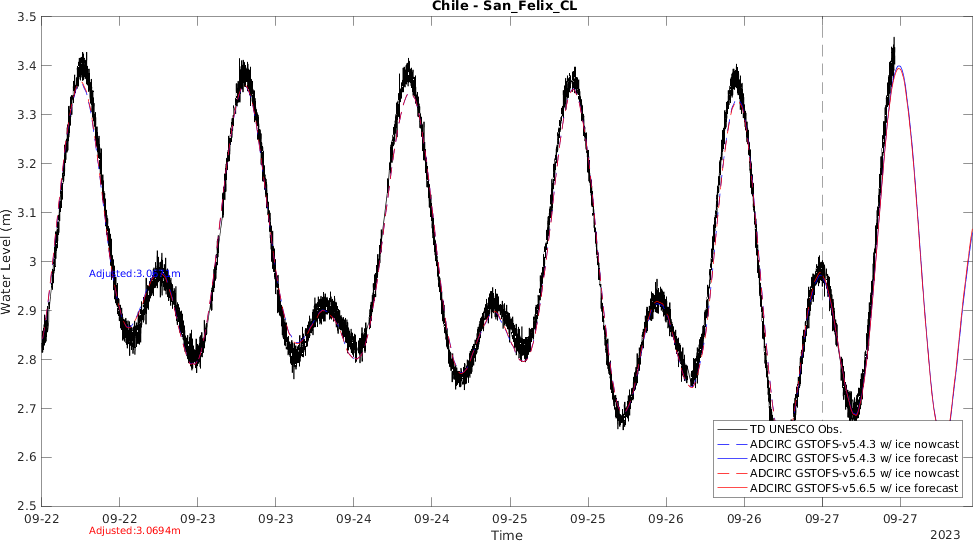 Chile - San_Felix_CL
3.5
3.4
3.3
3.2
3.1
3
2.9
2.8
2.7
2.6
2.5
Water Level (m)
TD UNESCO Obs.
ADCIRC GSTOFS-v5.4.3 w/ ice nowcast
ADCIRC GSTOFS-v5.4.3 w/ ice forecast
ADCIRC GSTOFS-v5.6.5 w/ ice nowcast
ADCIRC GSTOFS-v5.6.5 w/ ice forecast
09-22 09-22 09-23 09-23 09-24 09-24 09-25 09-25 09-26 09-26 09-27 09-27
Adjusted:3.0694m
Time
2023